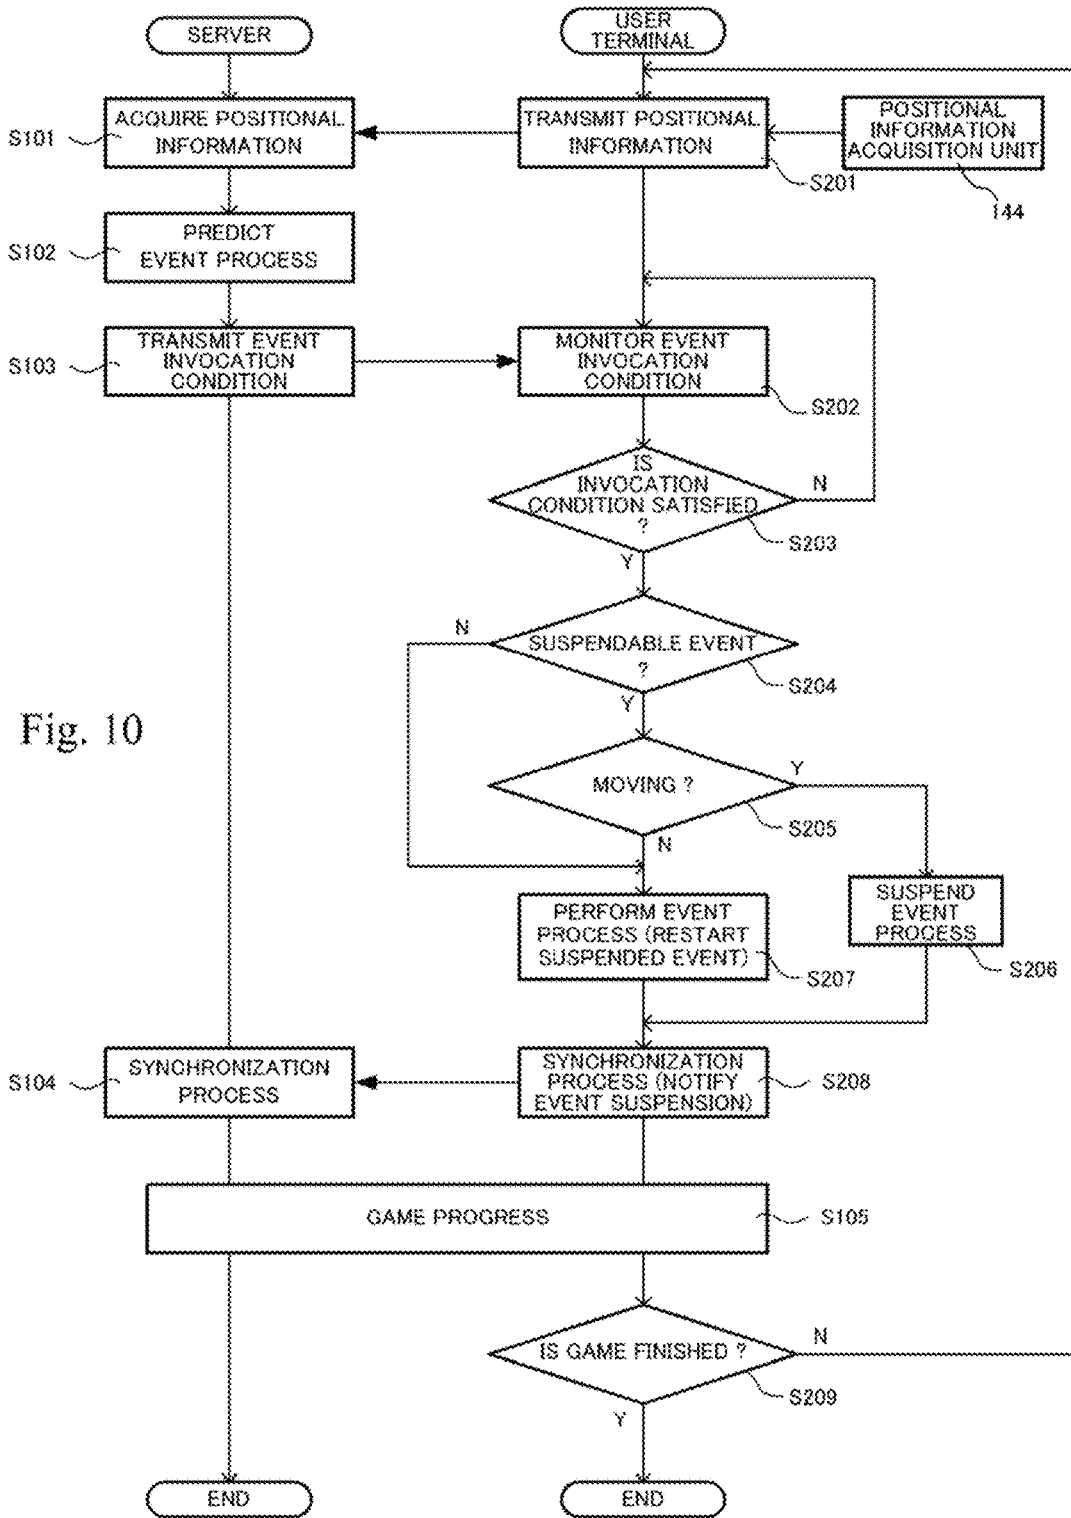 SERVER
USER
TERMINAL
S101
ACQUIRE POSITIONAL
INFORMATION
TRANSMIT POSITIONAL
INFORMATION
S201
POSITIONAL
INFORMATION
ACQUISITION UNIT
144
S102
PREDICT
EVENT PROCESS
S103
TRANSMIT EVENT
INVOCATION
CONDITION
MONITOR EVENT
INVOCATION
CONDITION
S202
IS
INVOCATION
CONDITION SATISFIED
?
N
S203
Y
N
SUSPENDABLE EVENT
?
S204
Y
Fig. 10
MOVING ?
Y
S205
N
SUSPEND
EVENT
PROCESS
S206
PERFORM EVENT
PROCESS (RESTART
SUSPENDED EVENT)
S207
S104
SYNCHRONIZATION
PROCESS
SYNCHRONIZATION
PROCESS (NOTIFY
EVENT SUSPENSION)
S208
GAME PROGRESS
S105
IS GAME FINISHED ?
N
S209
Y
END
END